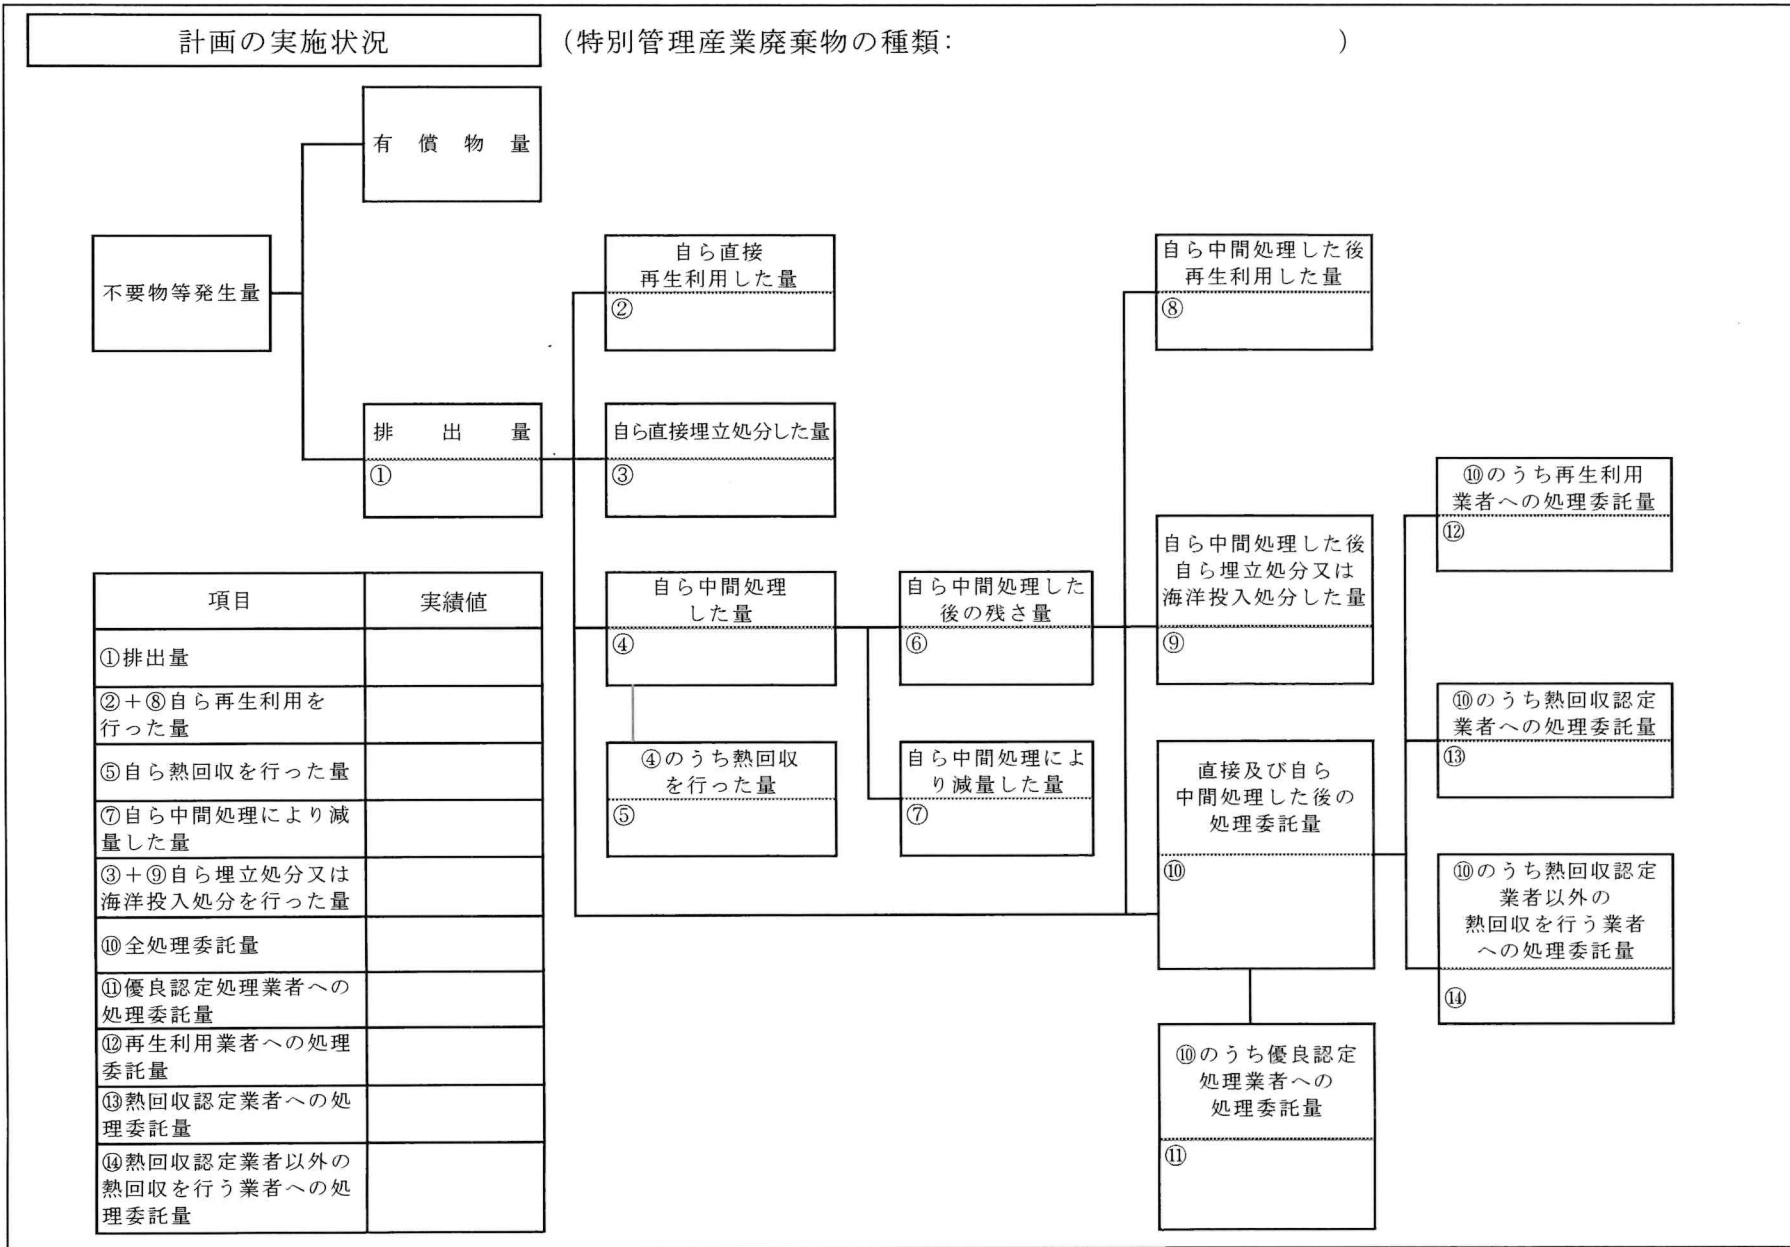 計画の実施状況
(特別管理産業廃棄物の種類: )
有償物量
不要物等発生量
排出量
①
自ら直接
再生利用した量
②
自ら直接埋立処分した量
③
自ら中間処理
した量
④
④のうち熱回収
を行った量
⑤
自ら中間処理した
後の残さ量
⑥
自ら中間処理によ
り減量した量
⑦
自ら中間処理した後
再生利用した量
⑧
自ら中間処理した後
自ら埋立処分又は
海洋投入処分した量
⑨
直接及び自ら
中間処理した後の
処理委託量
⑩
⑩のうち優良認定
処理業者への
処理委託量
⑪
⑩のうち再生利用
業者への処理委託量
⑫
⑩のうち熱回収認定
業者への処理委託量
⑬
⑩のうち熱回収認定
業者以外の
熱回収を行う業者
への処理委託量
⑭
項目 実績値
①排出量
②+⑧自ら再生利用を
行った量
⑤自ら熱回収を行った量
⑦自ら中間処理により減
量した量
③+⑨自ら埋立処分又は
海洋投入処分を行った量
⑩全処理委託量
⑪優良認定処理業者への
処理委託量
⑫再生利用業者への処理
委託量
⑬熱回収認定業者への処
理委託量
⑭熱回収認定業者以外の
熱回収を行う業者への処
理委託量